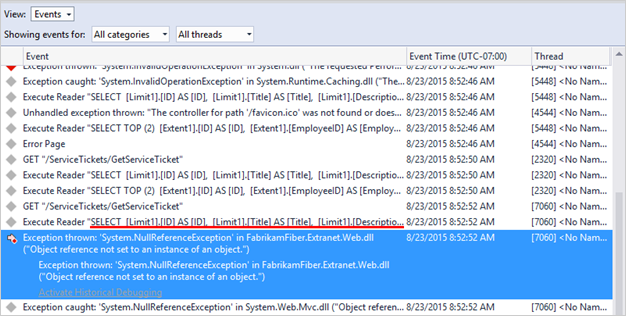 View: Events
Showing events for: All categories All threads
Event Event Time (UTC-07:00) Thread
Exception thrown: 'System.InvalidOperationException' in System.dll ("The requested Perfor... 8/23/2015 8:52:46 AM [5448] <No Nam...
Exception caught: 'System.InvalidOperationException' in System.Runtime.Caching.dll ("The... 8/23/2015 8:52:46 AM [5448] <No Nam...
Execute Reader "SELECT [Limit1].[ID] AS [ID], [Limit1].[Title] AS [Title], [Limit1].[Descriptio... 8/23/2015 8:52:46 AM [5448] <No Nam...
Unhandled exception thrown: "The controller for path '/favicon.ico' was not found or does... 8/23/2015 8:52:46 AM [4544] <No Nam...
Execute Reader "SELECT TOP (2) [Extent1].[ID] AS [ID], [Extent1].[EmployeeID] AS [Employ... 8/23/2015 8:52:46 AM [5448] <No Nam...
Error Page 8/23/2015 8:52:46 AM [4544] <No Nam...
GET "/ServiceTickets/GetServiceTicket" 8/23/2015 8:52:50 AM [2320] <No Nam...
Execute Reader "SELECT [Limit1].[ID] AS [ID], [Limit1].[Title] AS [Title], [Limit1].[Descriptio... 8/23/2015 8:52:50 AM [2320] <No Nam...
Execute Reader "SELECT TOP (2) [Extent1].[ID] AS [ID], [Extent1].[EmployeeID] AS [Employ... 8/23/2015 8:52:50 AM [2320] <No Nam...
GET "/ServiceTickets/GetServiceTicket" 8/23/2015 8:52:52 AM [7060] <No Nam...
Execute Reader "SELECT [Limit1].[ID] AS [ID], [Limit1].[Title] AS [Title], [Limit1].[Descriptio... 8/23/2015 8:52:52 AM [7060] <No Nam...
Exception thrown: 'System.NullReferenceException' in FabrikamFiber.Extranet.Web.dll 8/23/2015 8:52:52 AM [7060] <No Nam...
("Object reference not set to an instance of an object.")
Exception thrown: 'System.NullReferenceException' in FabrikamFiber.Extranet.Web.dll
("Object reference not set to an instance of an object.")
Activate Historical Debugging
Exception caught: 'System.NullReferenceException' in System.Web.Mvc.dll ("Object referenc... 8/23/2015 8:52:52 AM [7060] <No Nam...